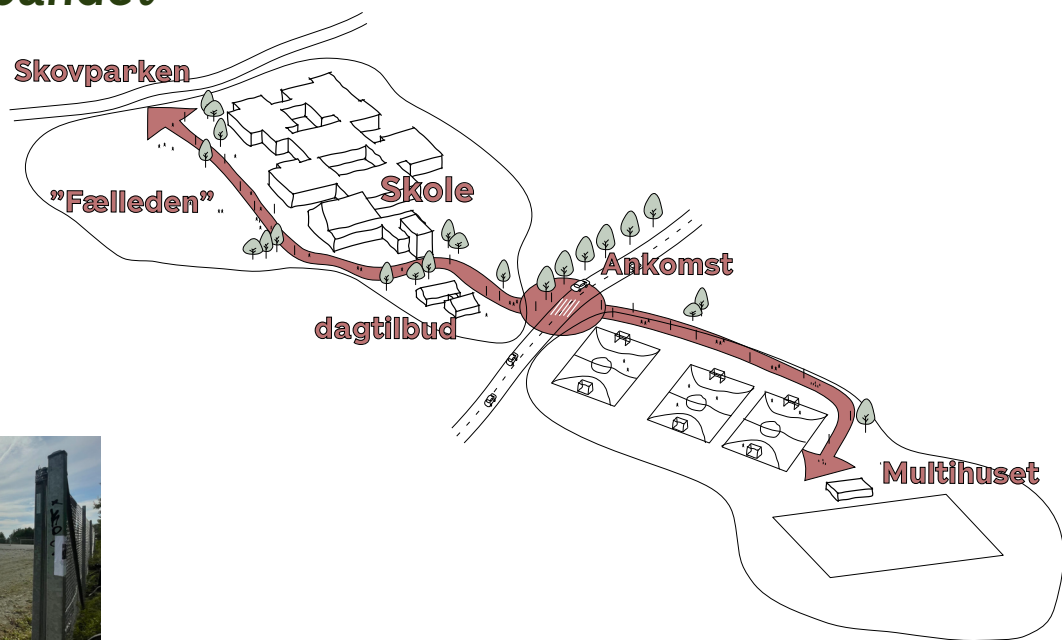 Skovparken
"Fælleden"
Skole
Ankomst
dagtilbud
Multihuset